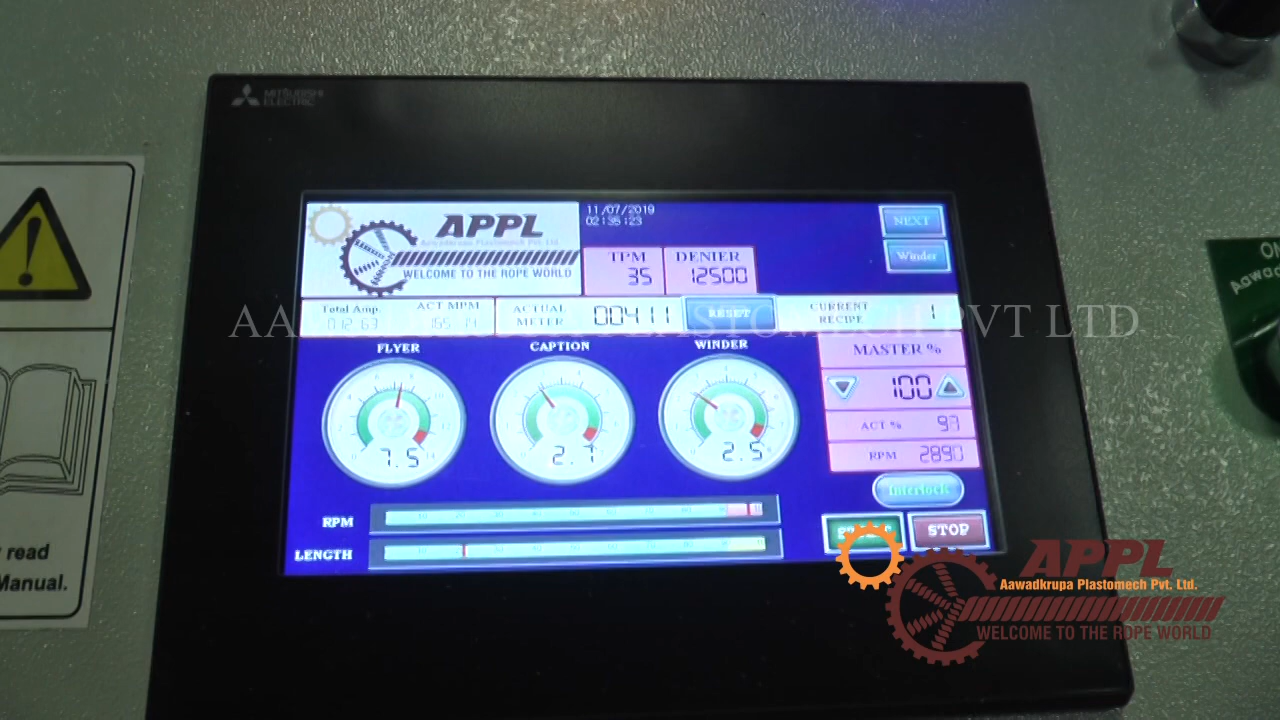 MITSUBISHI
ELECTRIC
APPL
Aawadkrupa Plastomech Pvt. Ltd.
WELCOME TO THE ROPE WORLD
11/07/2019
02:35:23
NEXT
Winder
TPM
35
DENIER
12500
Total Amp.
ACT MPM
ACTUAL
METER
00411
RESET
CURRENT
RECIPE
1
PVT LTD
FLYER
CAPTION
WINDER
7.5
2.7
2.5
MASTER %
100
ACT %
97
RPM
2890
Interlock
RPM
LENGTH
STOP
read
Manual.
APPL
Aawadkrupa Plastomech Pvt. Ltd.
WELCOME TO THE ROPE WORLD